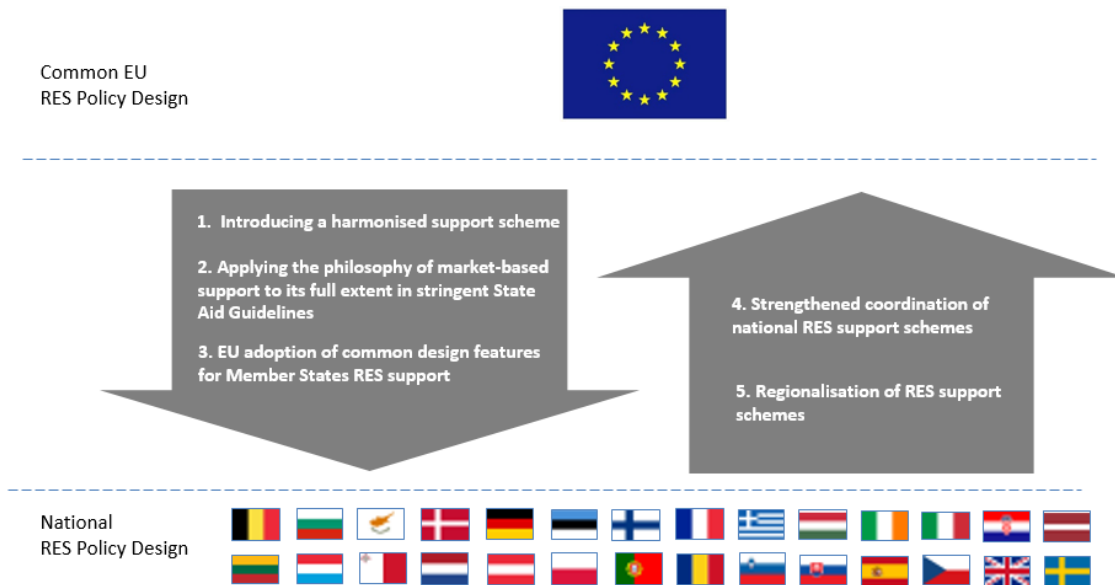 Common EU
RES Policy Design
1. Introducing a harmonised support scheme
2. Applying the philosophy of market-based
support to its full extent in stringent State
Aid Guidelines
3. EU adoption of common design features
for Member States RES support
4. Strengthened coordination of
national RES support schemes
5. Regionalisation of RES support
schemes
National
RES Policy Design